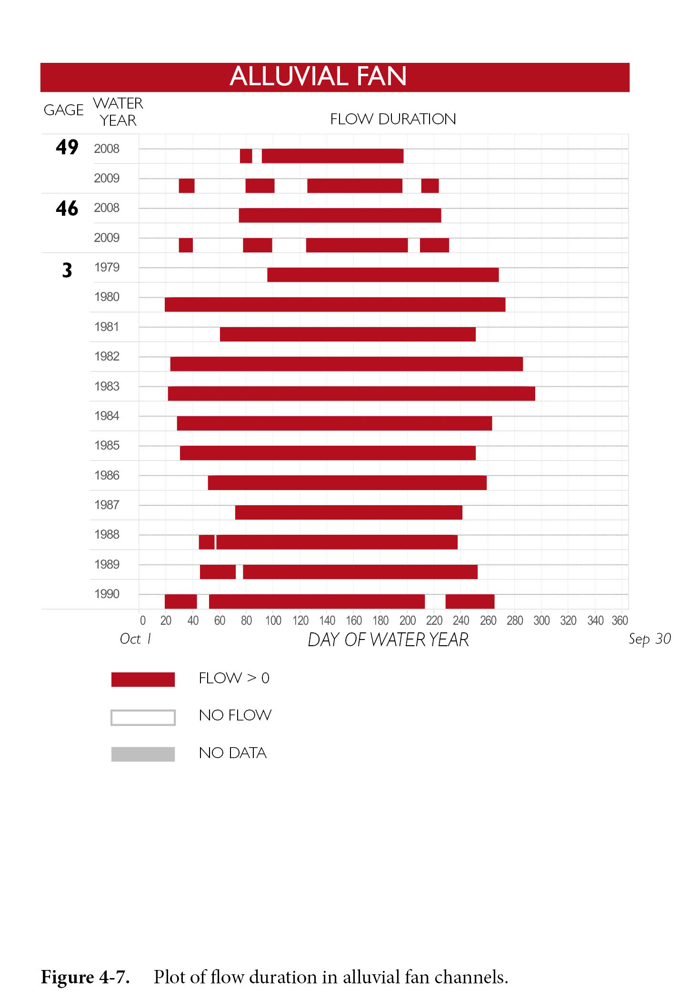 ALLUVIAL FAN
GAGE
WATER
YEAR
FLOW DURATION
49
2008
2009
46
2008
2009
3
1979
1980
1981
1982
1983
1984
1985
1986
1987
1988
1989
1990
0 20 40 60 80 100 120 140 160 180 200 220 240 260 280 300 320 340 360
Oct 1 DAY OF WATER YEAR Sep 30
FLOW > 0
NO FLOW
NO DATA
Figure 4-7. Plot of flow duration in alluvial fan channels.